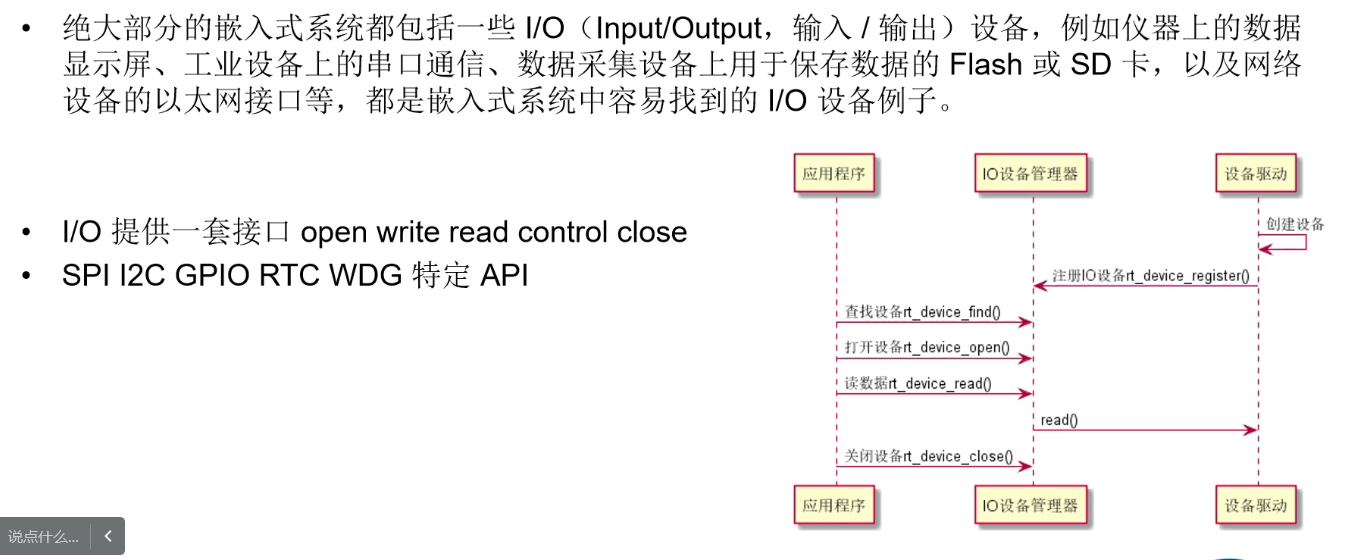 • 绝大部分的嵌入式系统都包括一些 I/O（Input/Output，输入 / 输出）设备，例如仪器上的数据
显示屏、工业设备上的串口通信、数据采集设备上用于保存数据的 Flash 或 SD 卡，以及网络
设备的以太网接口等，都是嵌入式系统中容易找到的 I/O 设备例子。
• I/O 提供一套接口 open write read control close
• SPI I2C GPIO RTC WDG 特定 API
应用程序
IO设备管理器
设备驱动
创建设备
注册IO设备rt_device_register()
查找设备rt_device_find()
打开设备rt_device_open()
读数据rt_device_read()
read()
关闭设备rt_device_close()
应用程序
IO设备管理器
设备驱动
说点什么...